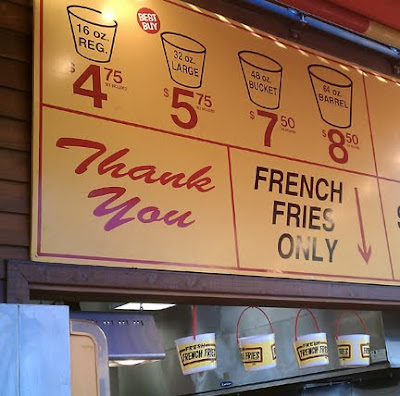 BEST
BUY
16 oz.
REG.
$4.75
32 oz.
LARGE
$5.75
48 oz.
BUCKET
$7.50
64 oz.
BARREL
$8.50
Thank
You
FRENCH
FRIES
ONLY
FRESH
FRENCH FRIES
FRIES
FRENCH FRIES
FRIES